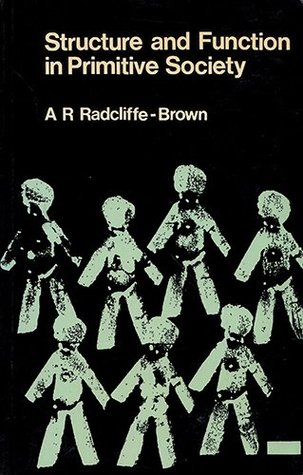 Structure and Function
in Primitive Society
A R Radcliffe-Brown